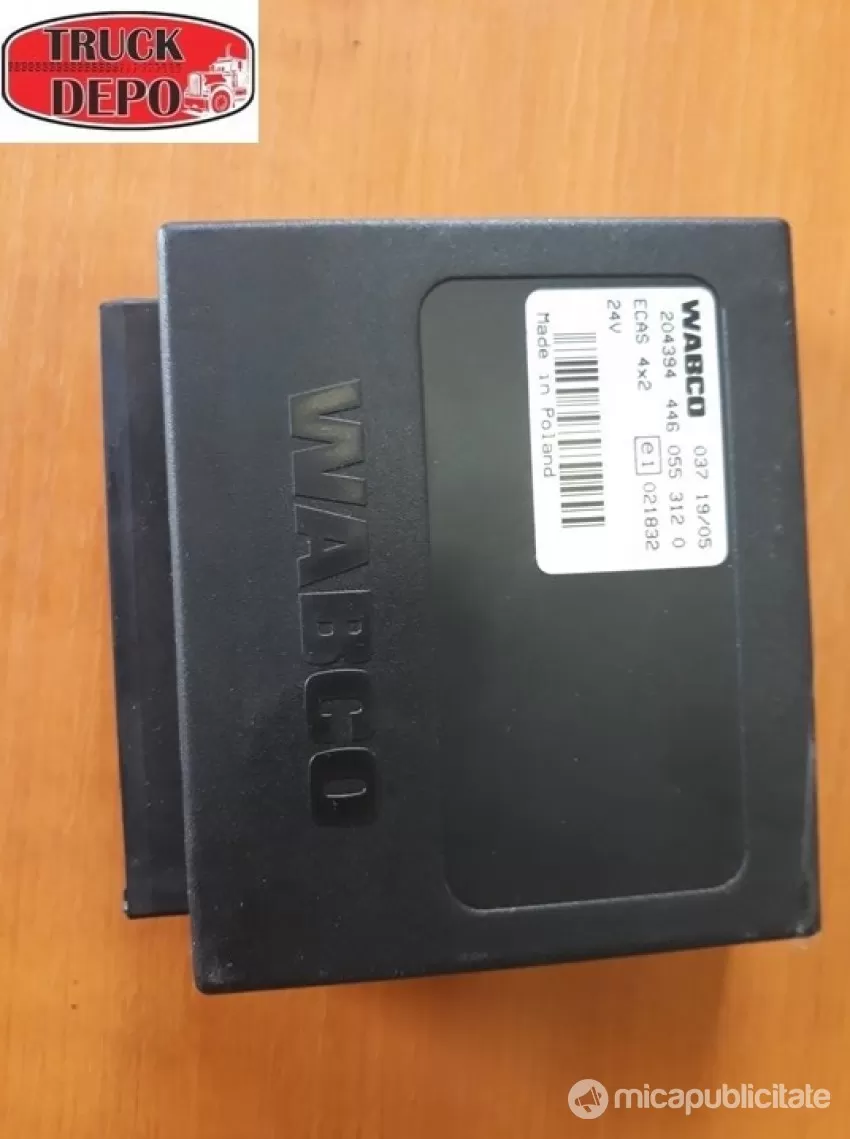 TRUCK
DEPO
WABCO 037 19/05
204394 446 055 312 0
ECAS 4x2 e1 021832
24V
Made in Poland
WABCO
micapublicitate